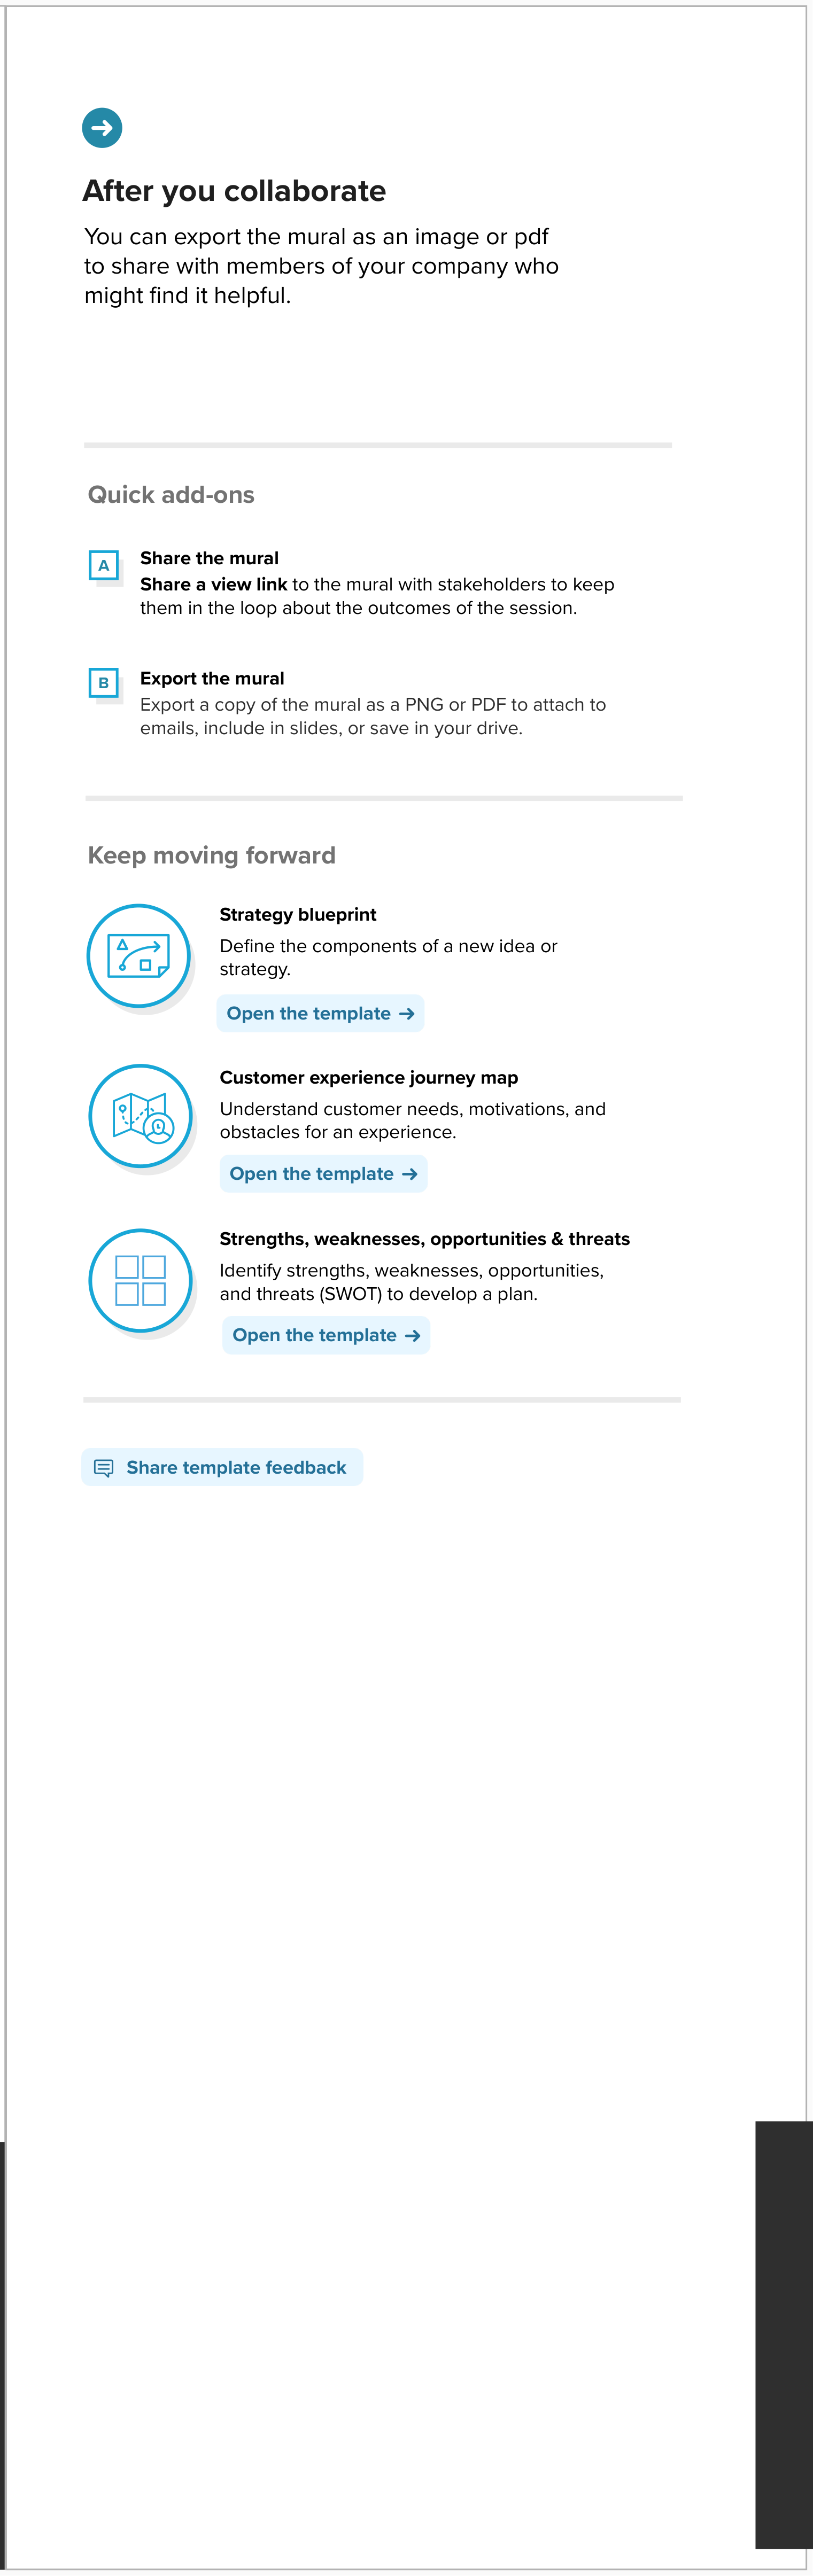 After you collaborate
You can export the mural as an image or pdf
to share with members of your company who
might find it helpful.
Quick add-ons
A
Share the mural
Share a view link to the mural with stakeholders to keep
them in the loop about the outcomes of the session.
B
Export the mural
Export a copy of the mural as a PNG or PDF to attach to
emails, include in slides, or save in your drive.
Keep moving forward
Strategy blueprint
Define the components of a new idea or
strategy.
Open the template →
Customer experience journey map
Understand customer needs, motivations, and
obstacles for an experience.
Open the template →
Strengths, weaknesses, opportunities & threats
Identify strengths, weaknesses, opportunities,
and threats (SWOT) to develop a plan.
Open the template →
Share template feedback